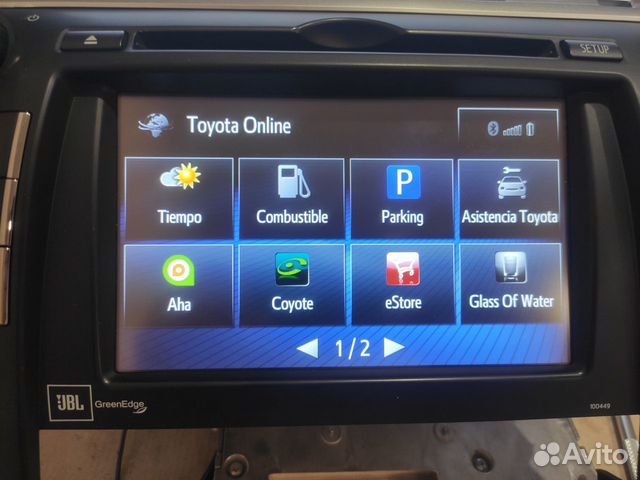 SETUP
Toyota Online
Tiempo
Combustible
P
Parking
Asistencia Toyota
Aha
Coyote
eStore
Glass Of Water
1 / 2
JBL
GreenEdge
100449
Avito